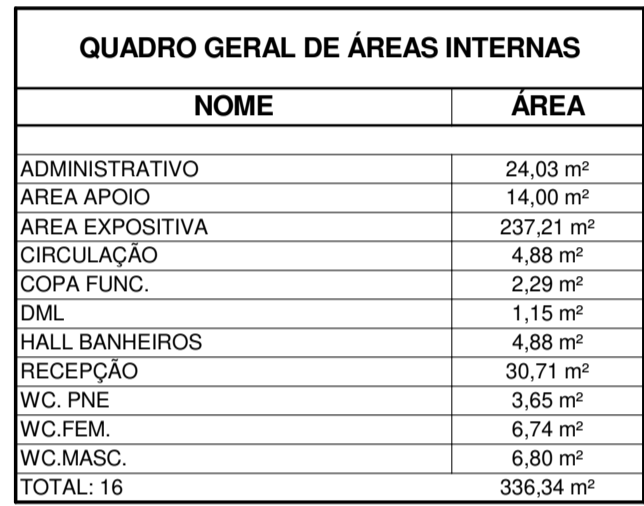 QUADRO GERAL DE ÁREAS INTERNAS
NOME ÁREA
ADMINISTRATIVO 24,03 m²
AREA APOIO 14,00 m²
AREA EXPOSITIVA 237,21 m²
CIRCULAÇÃO 4,88 m²
COPA FUNC. 2,29 m²
DML 1,15 m²
HALL BANHEIROS 4,88 m²
RECEPÇÃO 30,71 m²
WC. PNE 3,65 m²
WC.FEM. 6,74 m²
WC.MASC. 6,80 m²
TOTAL: 16 336,34 m²